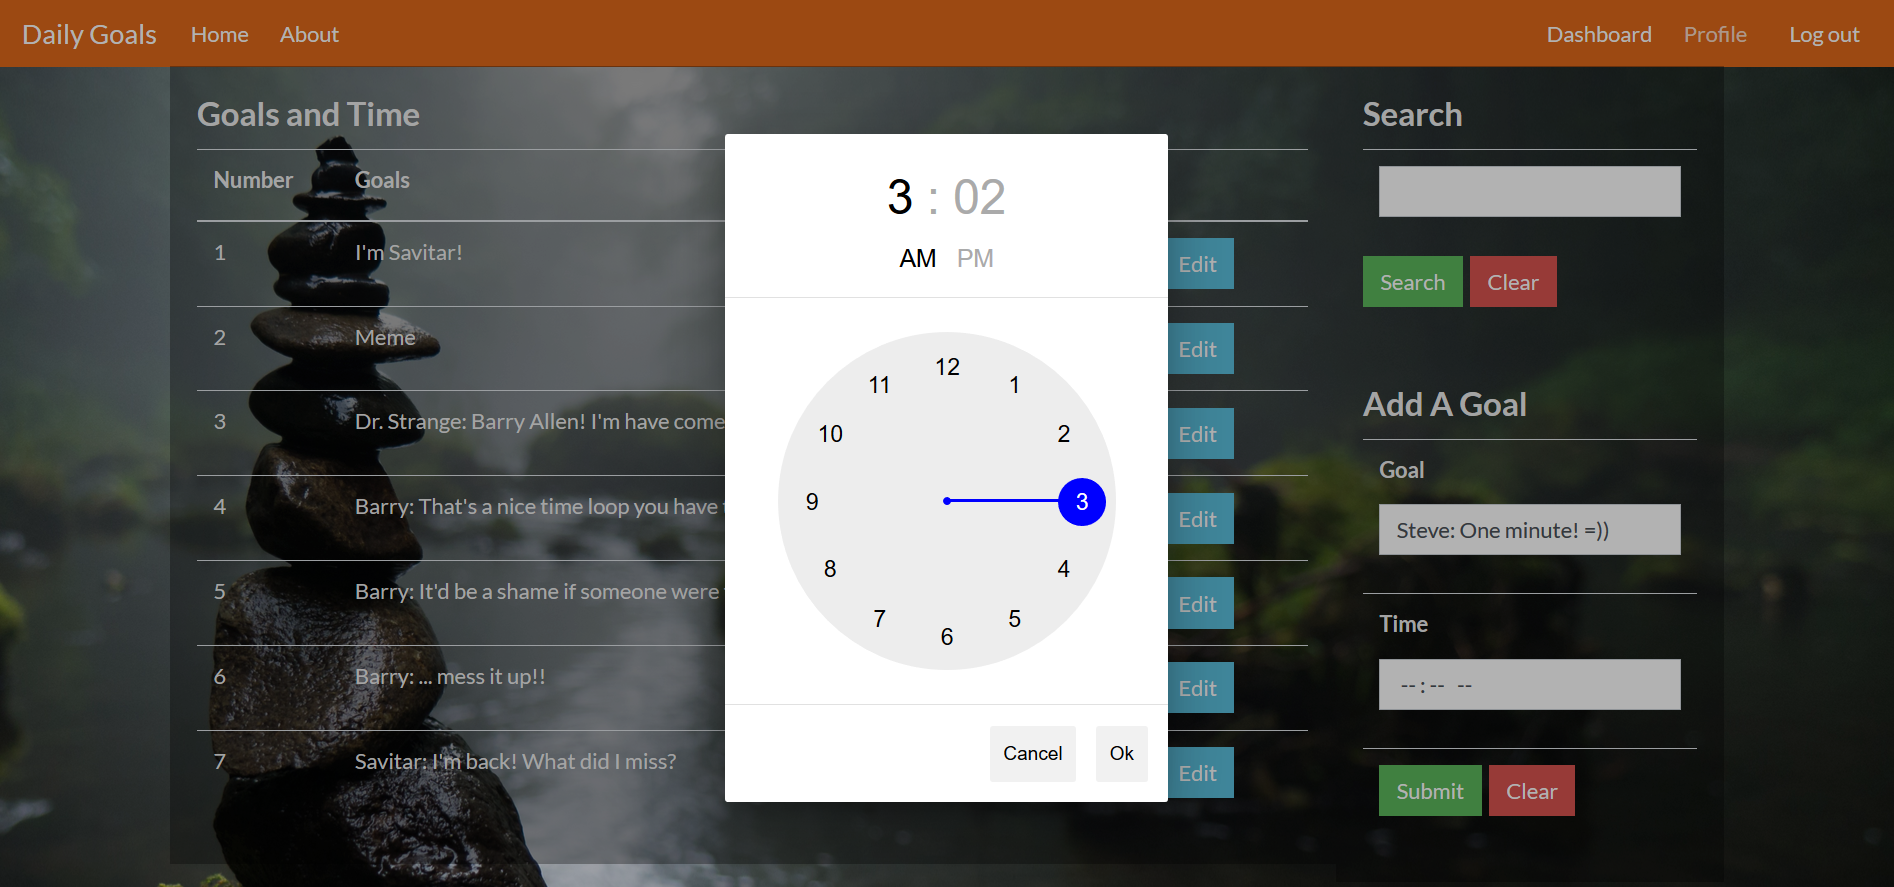 Daily Goals Home About Dashboard Profile Log out
Goals and Time
Number Goals
1 I'm Savitar! Edit
2 Meme Edit
3 Dr. Strange: Barry Allen! I'm have come Edit
4 Barry: That's a nice time loop you have Edit
5 Barry: It'd be a shame if someone were Edit
6 Barry: ... mess it up!! Edit
7 Savitar: I'm back! What did I miss? Edit
3 : 02
AM PM
12
11 1
10 2
9 3
8 4
7 5
6
Cancel Ok
Search
Search Clear
Add A Goal
Goal
Steve: One minute! =))
Time
-- : -- --
Submit Clear